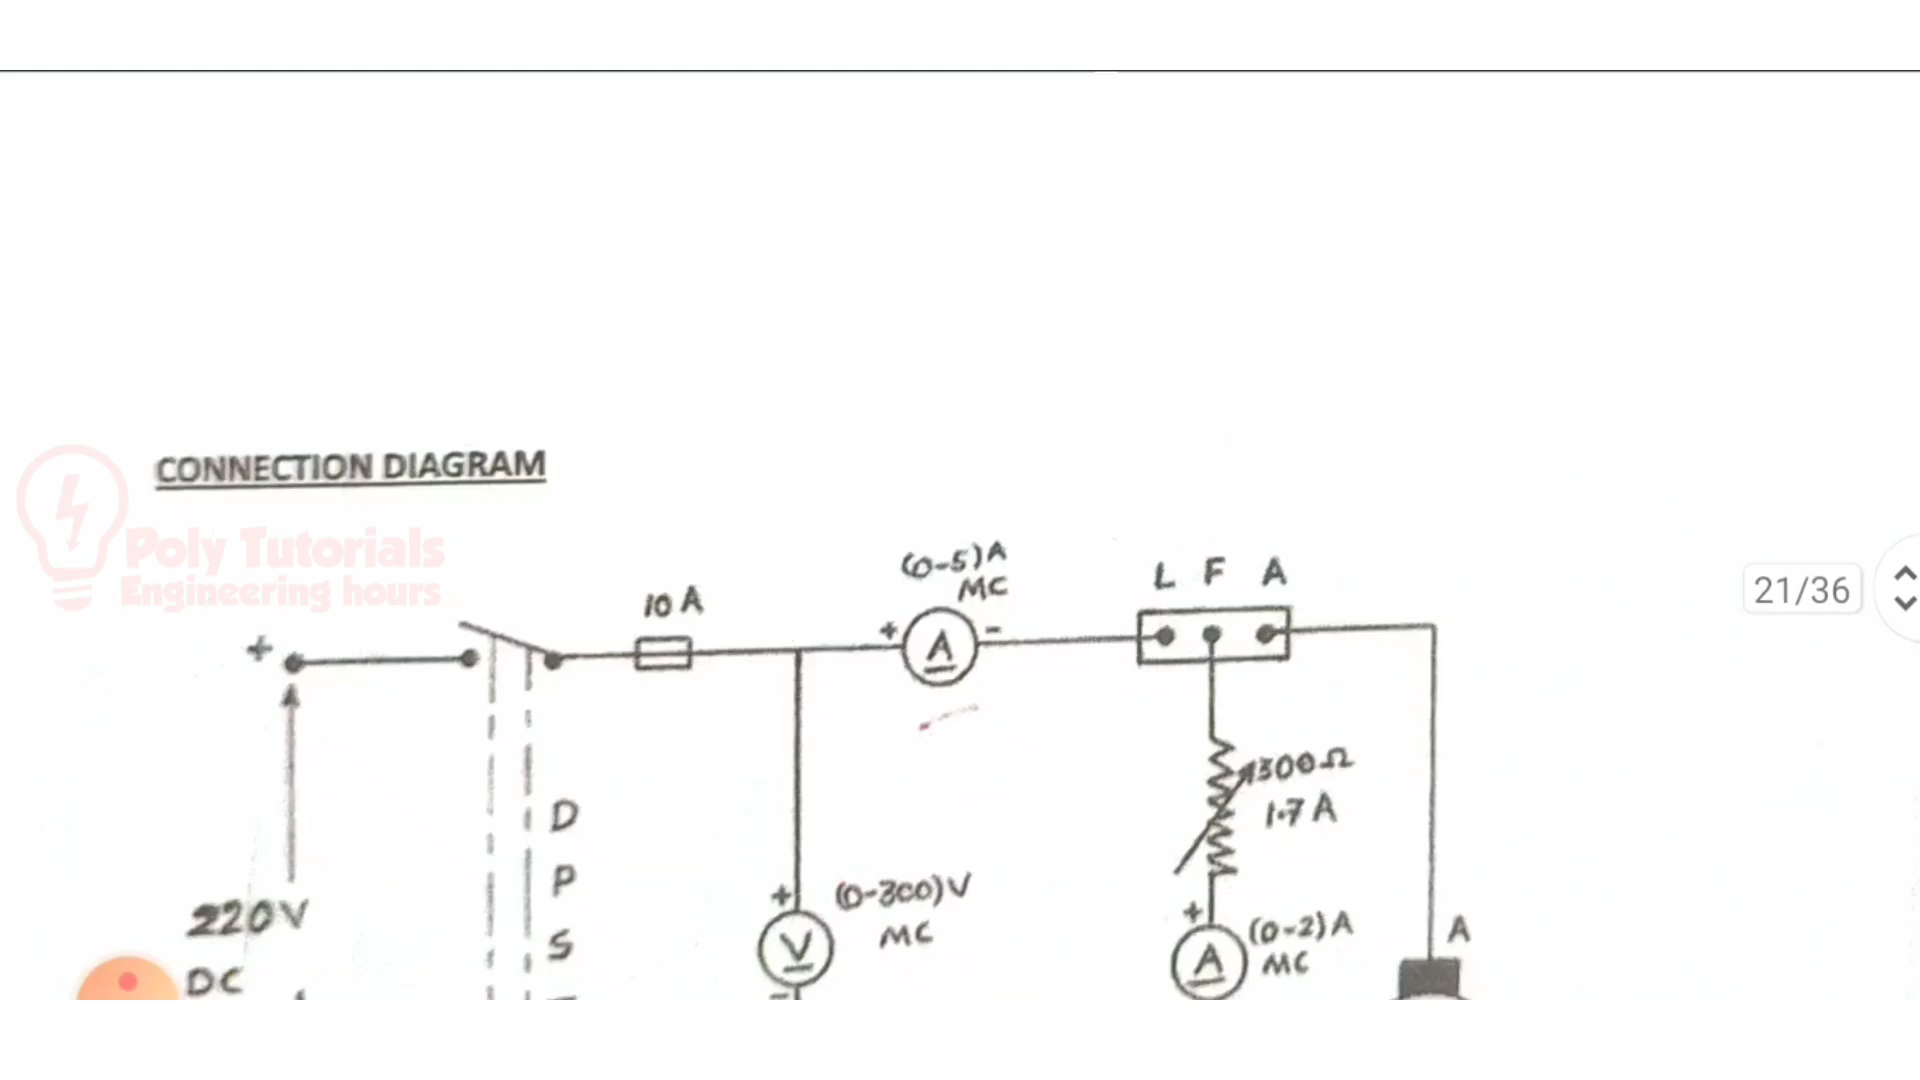 CONNECTION DIAGRAM
Poly Tutorials
Engineering hours
(0-5)A
MC
L F A
10 A
+
+ -
A
21/36
300Ω
1.7 A
D
P
S
220V
DC
+
(0-300)V
MC
V
-
+
(0-2)A
MC
A
A